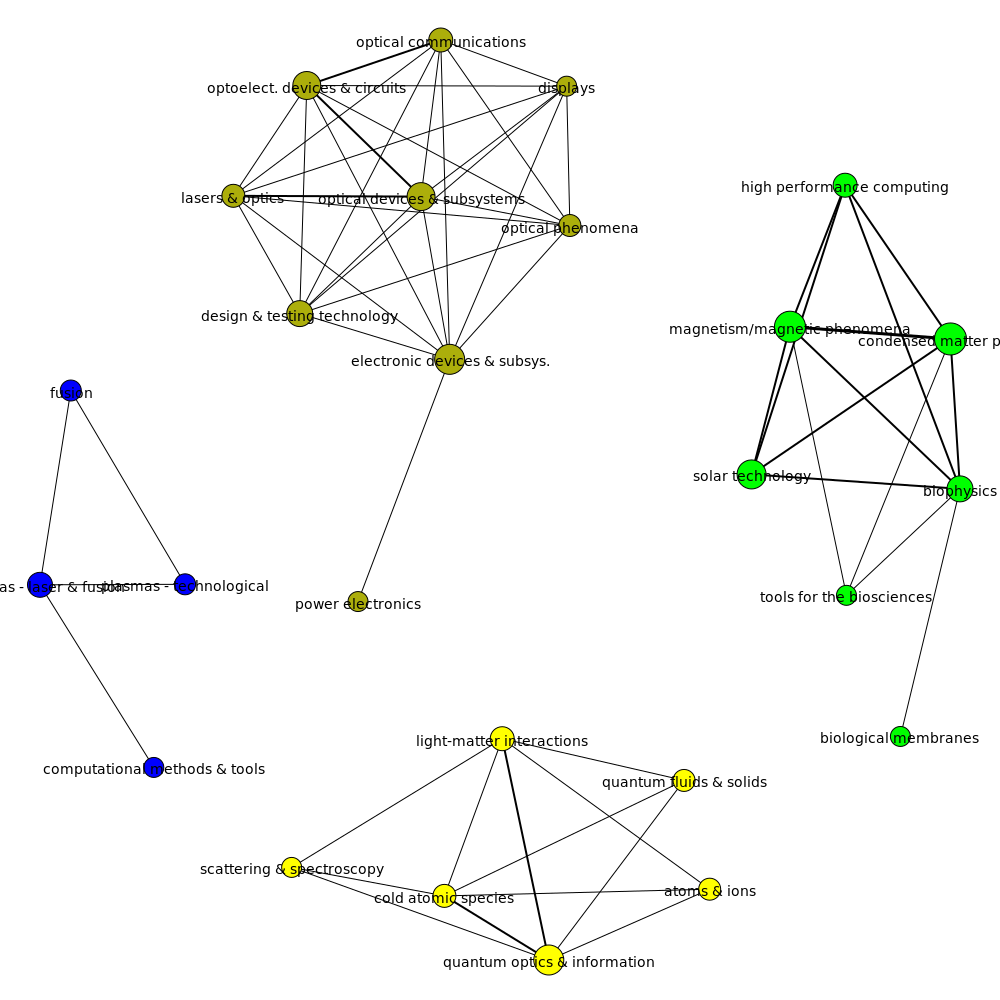 optical communications
optoelect. devices & circuits
displays
high performance computing
lasers & optics
optical devices & subsystems
optical phenomena
design & testing technology
magnetism/magnetic phenomena
condensed matter p
electronic devices & subsys.
fusion
solar technology
biophysics
as - laser & fusion
plasmas - technological
power electronics
tools for the biosciences
biological membranes
light-matter interactions
computational methods & tools
quantum fluids & solids
scattering & spectroscopy
cold atomic species
atoms & ions
quantum optics & information